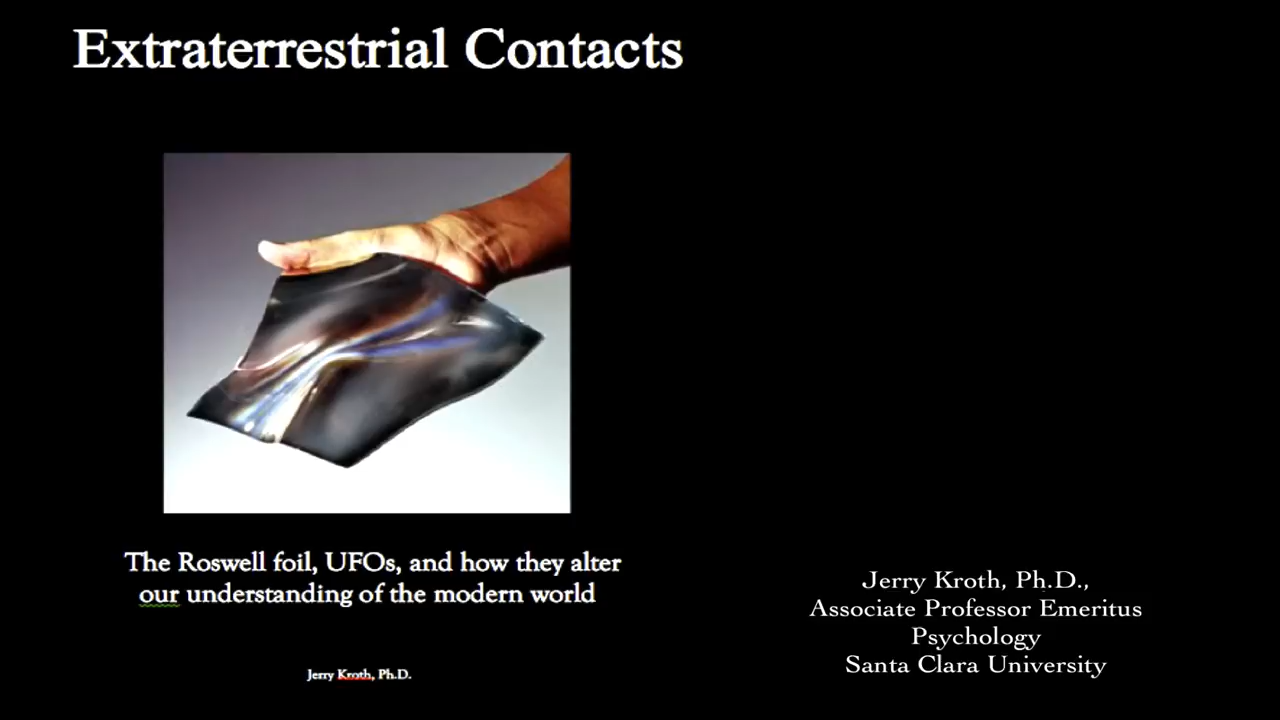 Extraterrestrial Contacts
The Roswell foil, UFOs, and how they alter
our understanding of the modern world
Jerry Kroth, Ph.D.
Jerry Kroth, Ph.D.,
Associate Professor Emeritus
Psychology
Santa Clara University